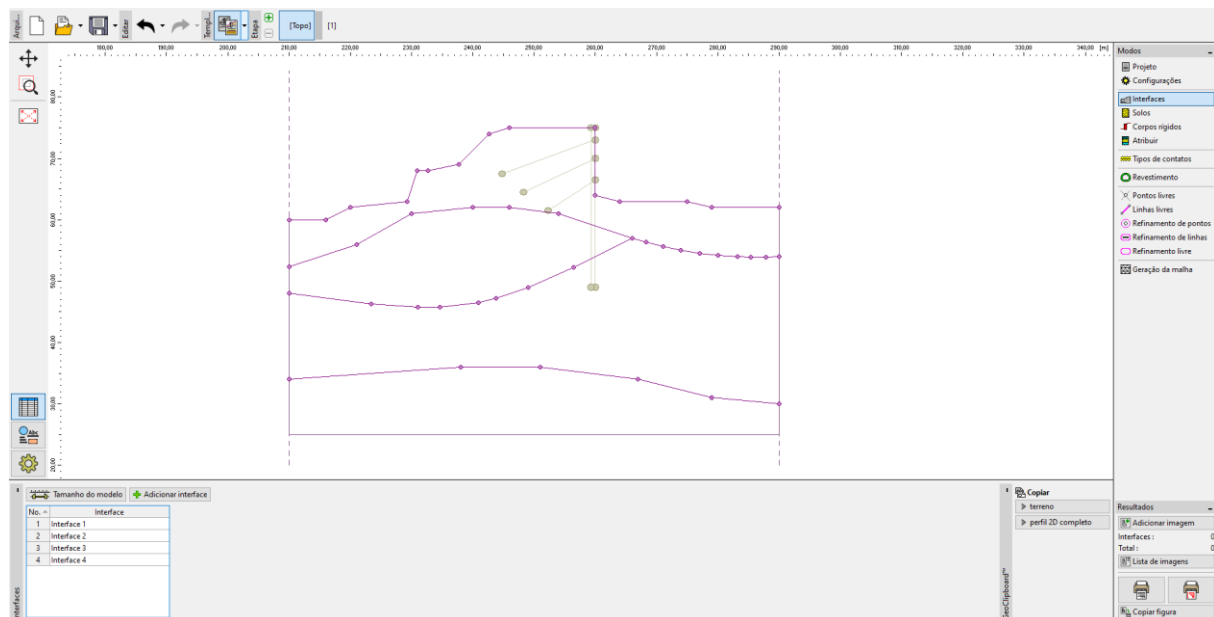 Arqui...
Editar
Templ...
Etapa
[Topo] [1]
180,00 190,00 200,00 210,00 220,00 230,00 240,00 250,00 260,00 270,00 280,00 290,00 300,00 310,00 320,00 330,00 340,00 [m]
80,00
70,00
60,00
50,00
40,00
30,00
20,00
Abc
Modos
Projeto
Configurações
Interfaces
Solos
Corpos rígidos
Atribuir
Tipos de contatos
Revestimento
Pontos livres
Linhas livres
Refinamento de pontos
Refinamento de linhas
Refinamento livre
Geração da malha
Interfaces
Tamanho do modelo Adicionar interface
No. Interface
1 Interface 1
2 Interface 2
3 Interface 3
4 Interface 4
GeoClipboard™
Copiar
terreno
perfil 2D completo
Resultados
Adicionar imagem
Interfaces : 0
Total : 0
Lista de imagens
Copiar figura